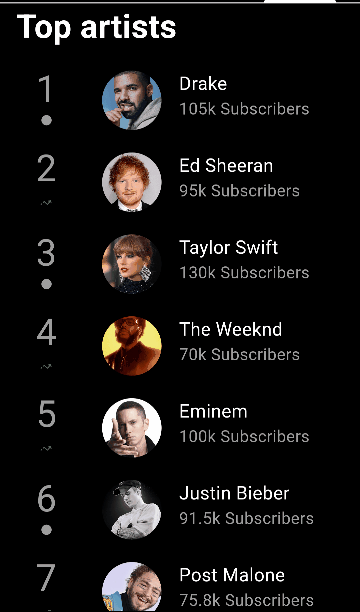 Top artists
1
Drake
105k Subscribers
2
Ed Sheeran
95k Subscribers
3
Taylor Swift
130k Subscribers
4
The Weeknd
70k Subscribers
5
Eminem
100k Subscribers
6
Justin Bieber
91.5k Subscribers
7
Post Malone
75.8k Subscribers